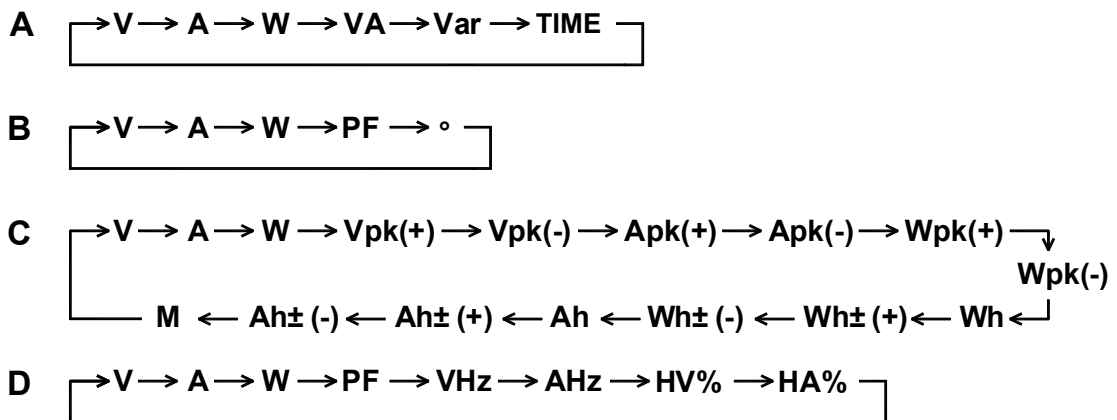 A V A W VA Var TIME
B V A W PF °
C V A W Vpk(+) Vpk(-) Apk(+) Apk(-) Wpk(+)
Wpk(-)
M Ah± (-) Ah± (+) Ah Wh± (-) Wh± (+) Wh
D V A W PF VHz AHz HV% HA%